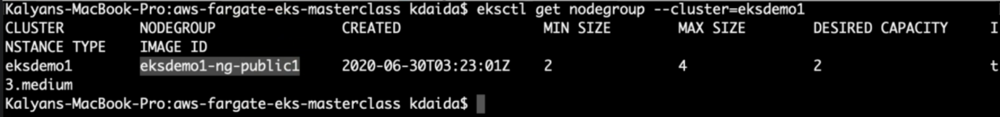 Kalyans-MacBook-Pro:aws-fargate-eks-masterclass kdaida$ eksctl get nodegroup --cluster=eksdemo1
CLUSTER NODEGROUP CREATED MIN SIZE MAX SIZE DESIRED CAPACITY I
NSTANCE TYPE IMAGE ID
eksdemo1 eksdemo1-ng-public1 2020-06-30T03:23:01Z 2 4 2 t
3.medium
Kalyans-MacBook-Pro:aws-fargate-eks-masterclass kdaida$